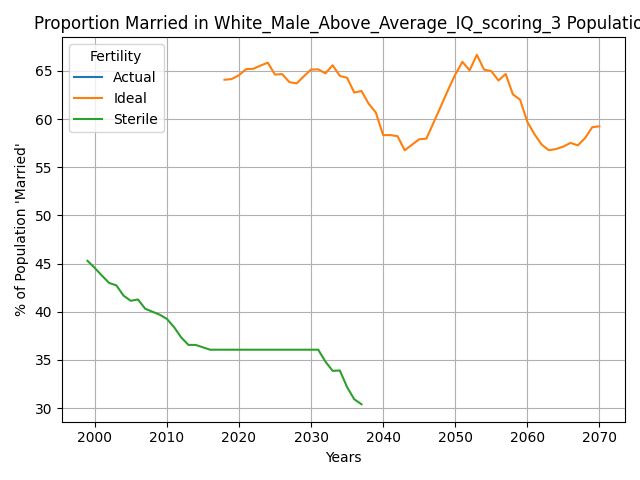 Proportion Married in White_Male_Above_Average_IQ_scoring_3 Populatio
Fertility
Actual
Ideal
Sterile
% of Population 'Married'
65
60
55
50
45
40
35
30
2000 2010 2020 2030 2040 2050 2060 2070
Years